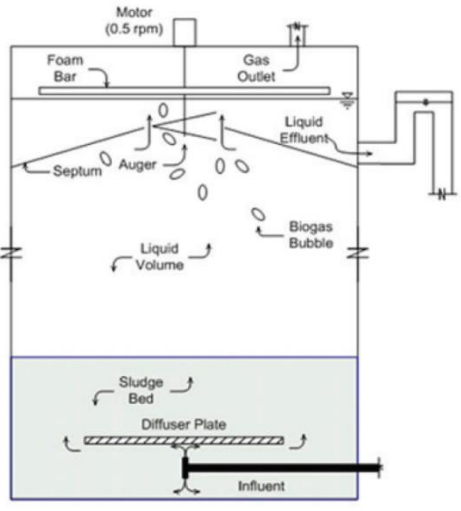 Motor
(0.5 rpm)
Foam
Bar
Gas
Outlet
Liquid
Effluent
Septum
Auger
Biogas
Bubble
Liquid
Volume
Sludge
Bed
Diffuser Plate
Influent